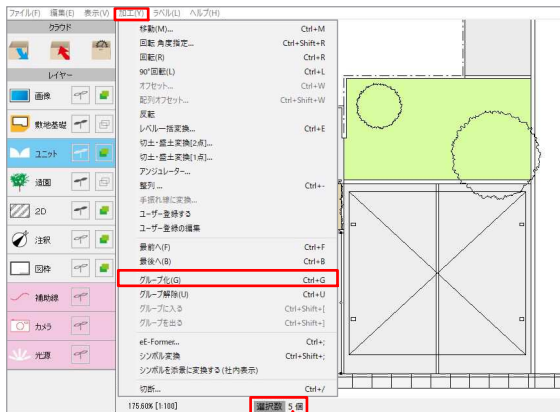 ファイル(F) 編集(E) 表示(V) 加工(Y) ラベル(L) ヘルプ(H)
クラウド
レイヤー
画像
敷地基礎
ユニット
造園
2D
注釈
図枠
補助線
カメラ
光源
移動(M)... Ctrl+M
回転 角度指定... Ctrl+Shift+R
回転(R) Ctrl+R
90°回転(L) Ctrl+L
オフセット... Ctrl+W
配列オフセット... Ctrl+Shift+W
反転
レベル一括変換... Ctrl+E
切土・盛土変換[2点]...
切土・盛土変換[1点]...
アンジュレーター...
整列... Ctrl+-
手振れ線に変換...
ユーザー登録する
ユーザー登録の編集
最前へ(F) Ctrl+F
最後へ(B) Ctrl+B
グループ化(G) Ctrl+G
グループ解除(U) Ctrl+U
グループに入る Ctrl+Shift+[
グループを出る Ctrl+Shift+]
eE-Former... Ctrl+;
シンボル変換 Ctrl+Shift+;
シンボルを添景に変換する(社内表示)
切断... Ctrl+/
175.60% [1:100] 選択数 5 個